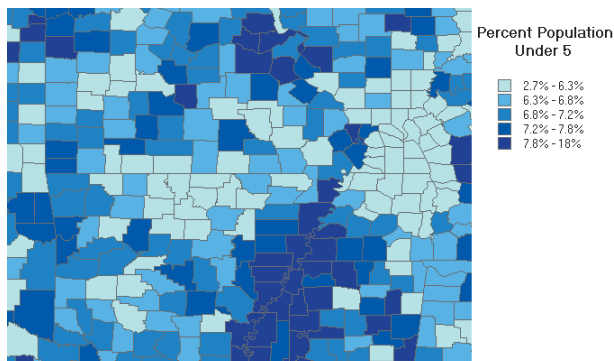 Percent Population
Under 5
2.7% - 6.3%
6.3% - 6.8%
6.8% - 7.2%
7.2% - 7.8%
7.8% - 18%